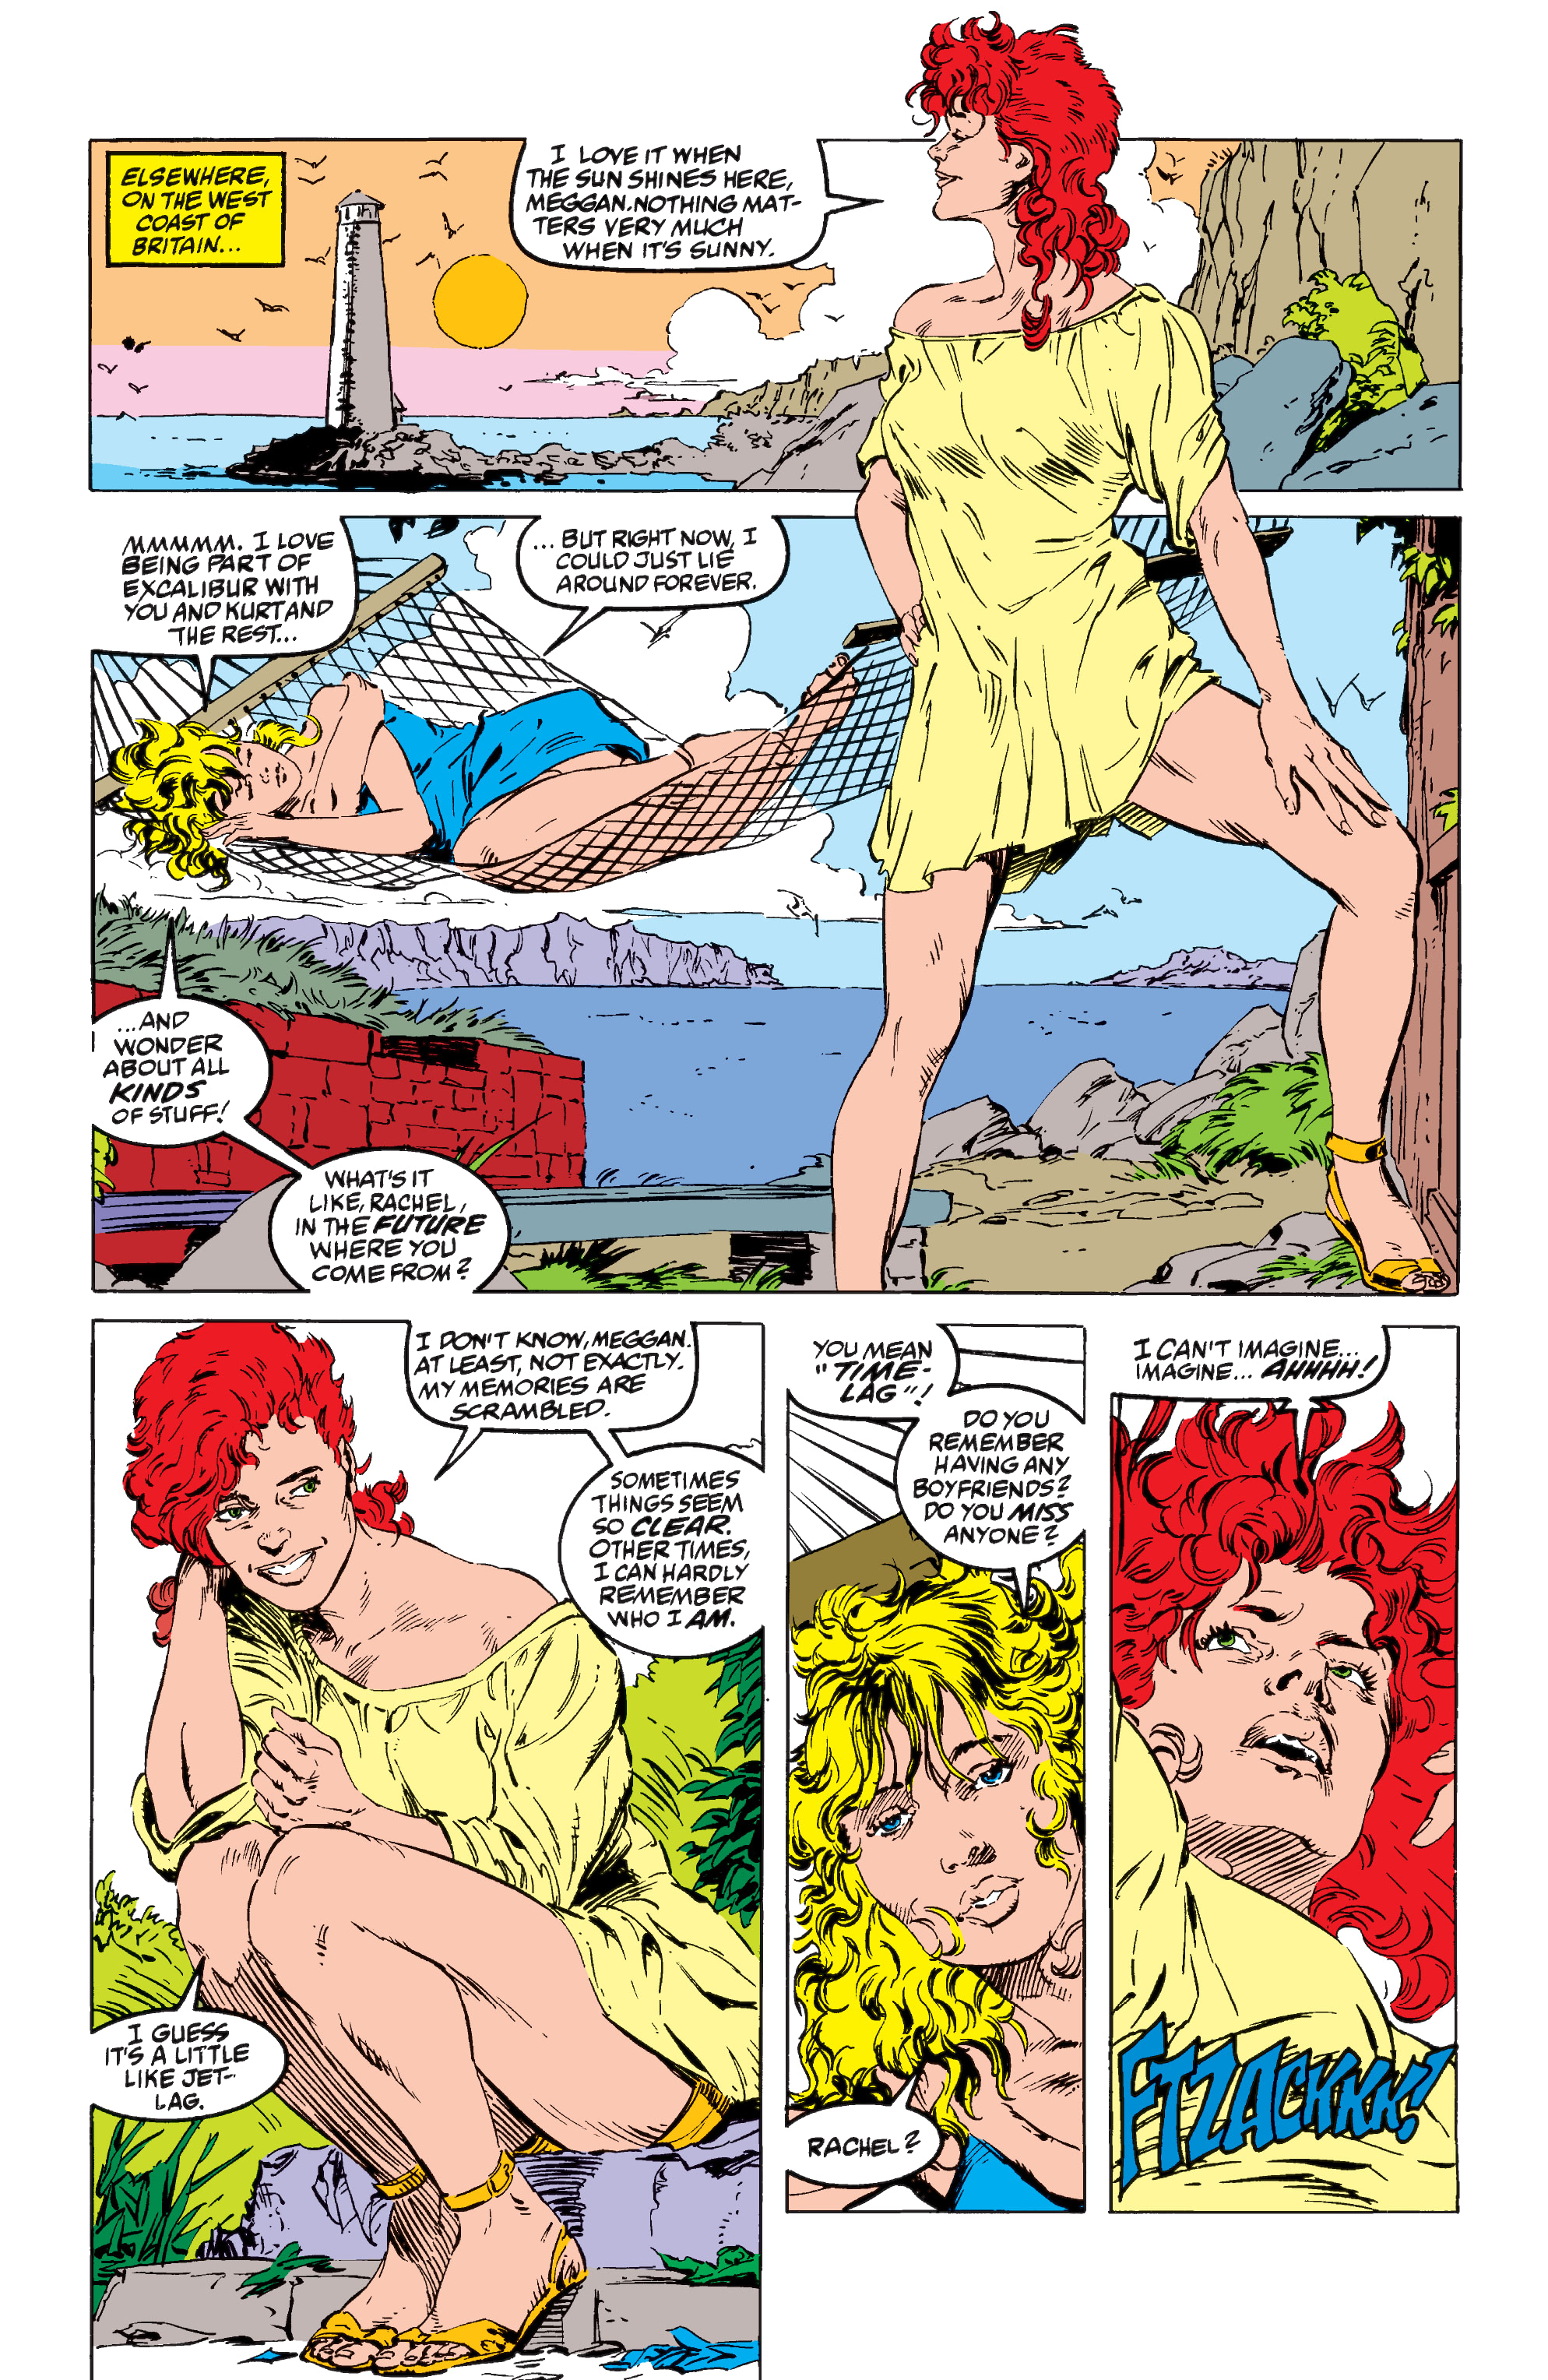 ELSEWHERE,
ON THE WEST
COAST OF
BRITAIN...
I LOVE IT WHEN
THE SUN SHINES HERE,
MEGGAN. NOTHING MAT-
TERS VERY MUCH
WHEN IT'S SUNNY.
MMMMM. I LOVE
BEING PART OF
EXCALIBUR WITH
YOU AND KURT AND
THE REST...
... BUT RIGHT NOW, I
COULD JUST LIE
AROUND FOREVER.
...AND
WONDER
ABOUT ALL
KINDS
OF STUFF!
WHAT'S IT
LIKE, RACHEL,
IN THE FUTURE
WHERE YOU
COME FROM?
I DON'T KNOW, MEGGAN.
AT LEAST, NOT EXACTLY.
MY MEMORIES ARE
SCRAMBLED.
SOMETIMES
THINGS SEEM
SO CLEAR.
OTHER TIMES,
I CAN HARDLY
REMEMBER
WHO I AM.
I GUESS
IT'S A LITTLE
LIKE JET-
LAG.
YOU MEAN
"TIME-
LAG"!
DO YOU
REMEMBER
HAVING ANY
BOYFRIENDS?
DO YOU MISS
ANYONE?
RACHEL?
I CAN'T IMAGINE...
IMAGINE... AHHHH!
FTZACHKKK!